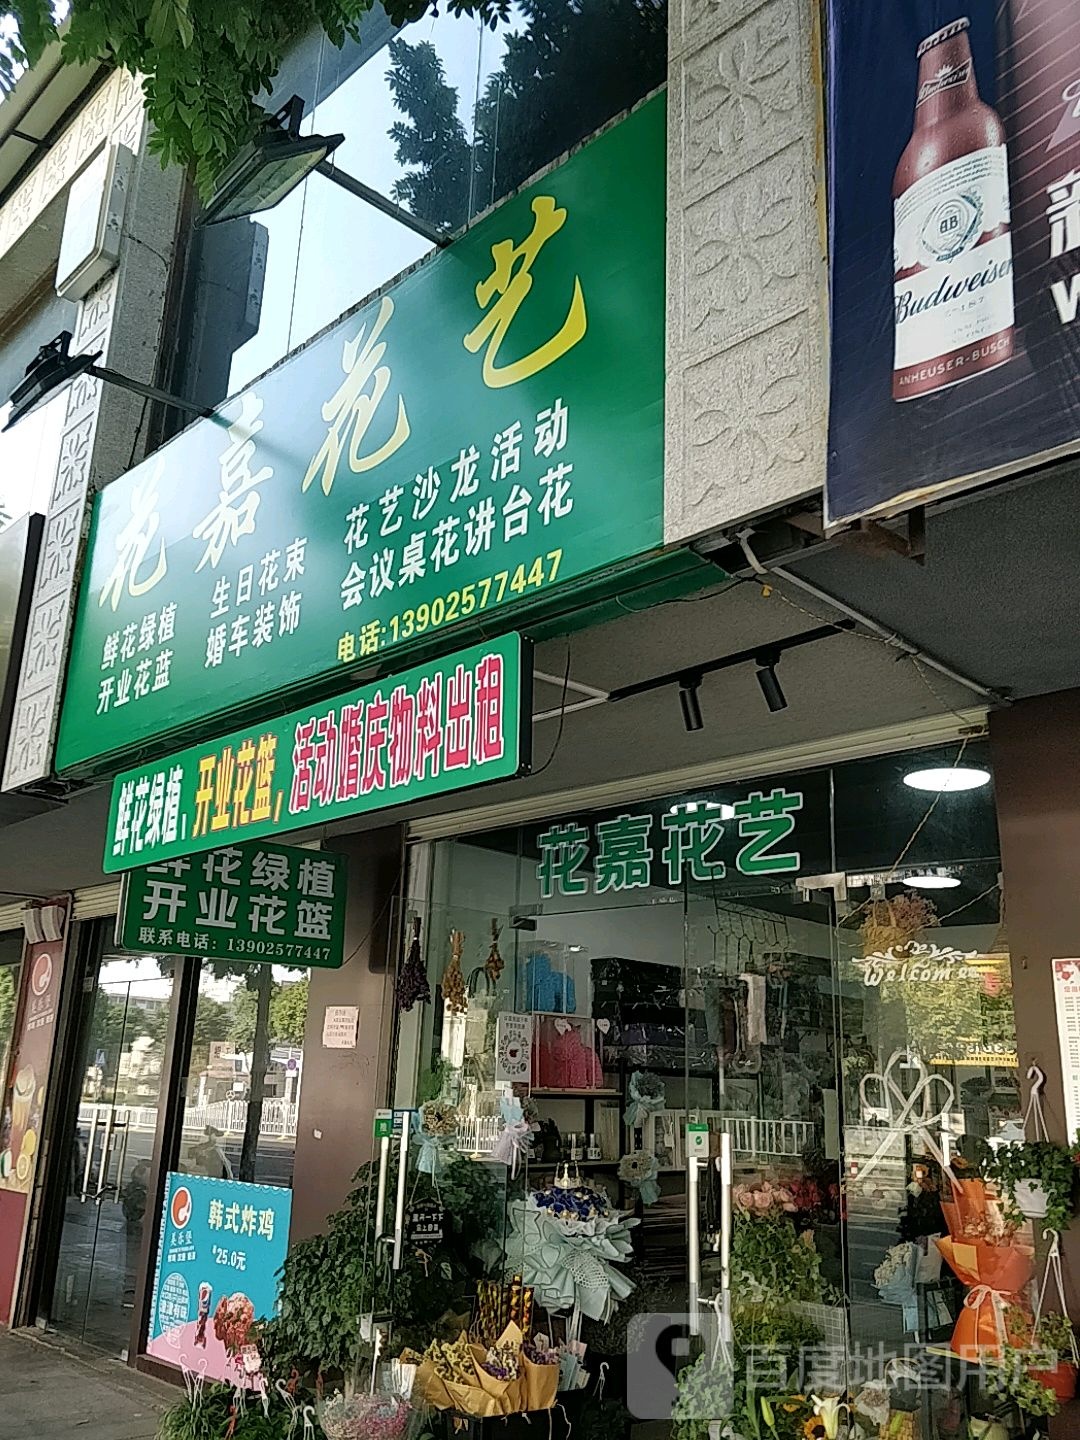 花嘉花艺
鲜花绿植 生日花束 花艺沙龙活动
开业花蓝 婚车装饰 会议桌花讲台花
电话:13902577447
鲜花绿植,开业花篮,活动婚庆物料出租
鲜花绿植
开业花篮
联系电话：13902577447
花嘉花艺
Welcome
韩式炸鸡
¥25.0元
Budweiser
ANHEUSER-BUSCH
百度地图用户